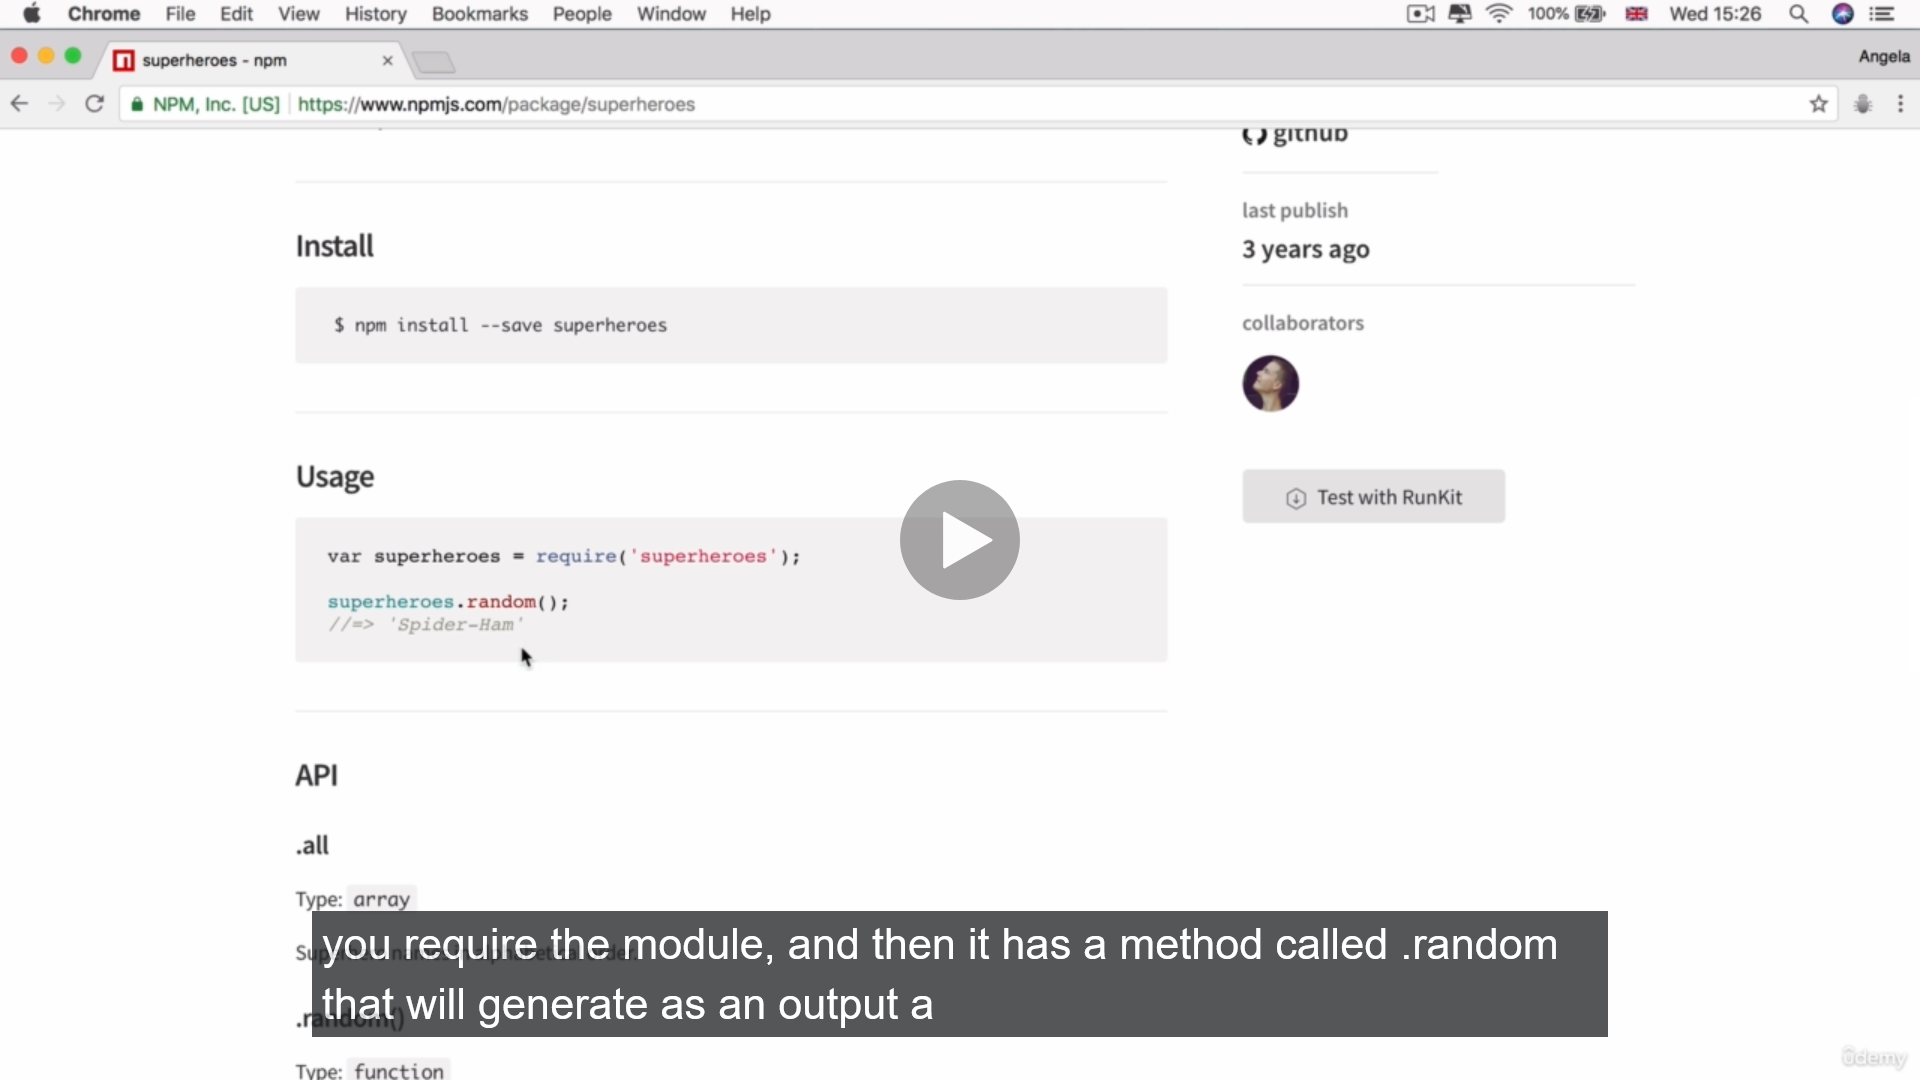 Chrome File Edit View History Bookmarks People Window Help 100% Wed 15:26
superheroes - npm Angela
NPM, Inc. [US] https://www.npmjs.com/package/superheroes
github
last publish
3 years ago
collaborators
Test with RunKit
Install
$ npm install --save superheroes
Usage
var superheroes = require('superheroes');
superheroes.random();
//=> 'Spider-Ham'
API
.all
Type: array
you require the module, and then it has a method called .random
that will generate as an output a
.random()
Type: function
ûdemy